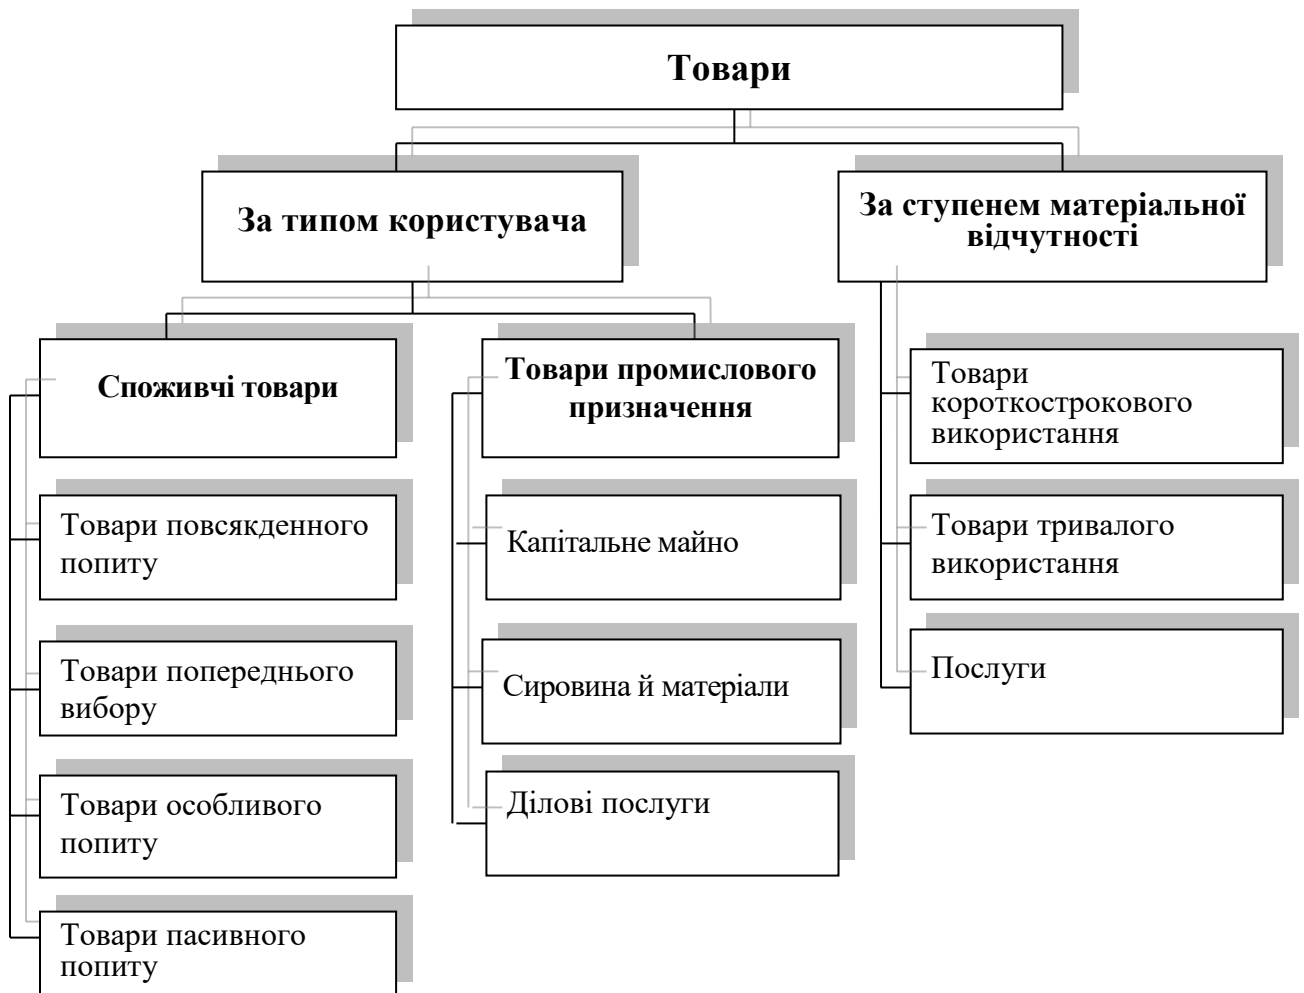 Товари
За типом користувача
За ступенем матеріальної
відчутності
Споживчі товари
Товари повсякденного
попиту
Товари попереднього
вибору
Товари особливого
попиту
Товари пасивного
попиту
Товари промислового
призначення
Капітальне майно
Сировина й матеріали
Ділові послуги
Товари
короткострокового
використання
Товари тривалого
використання
Послуги